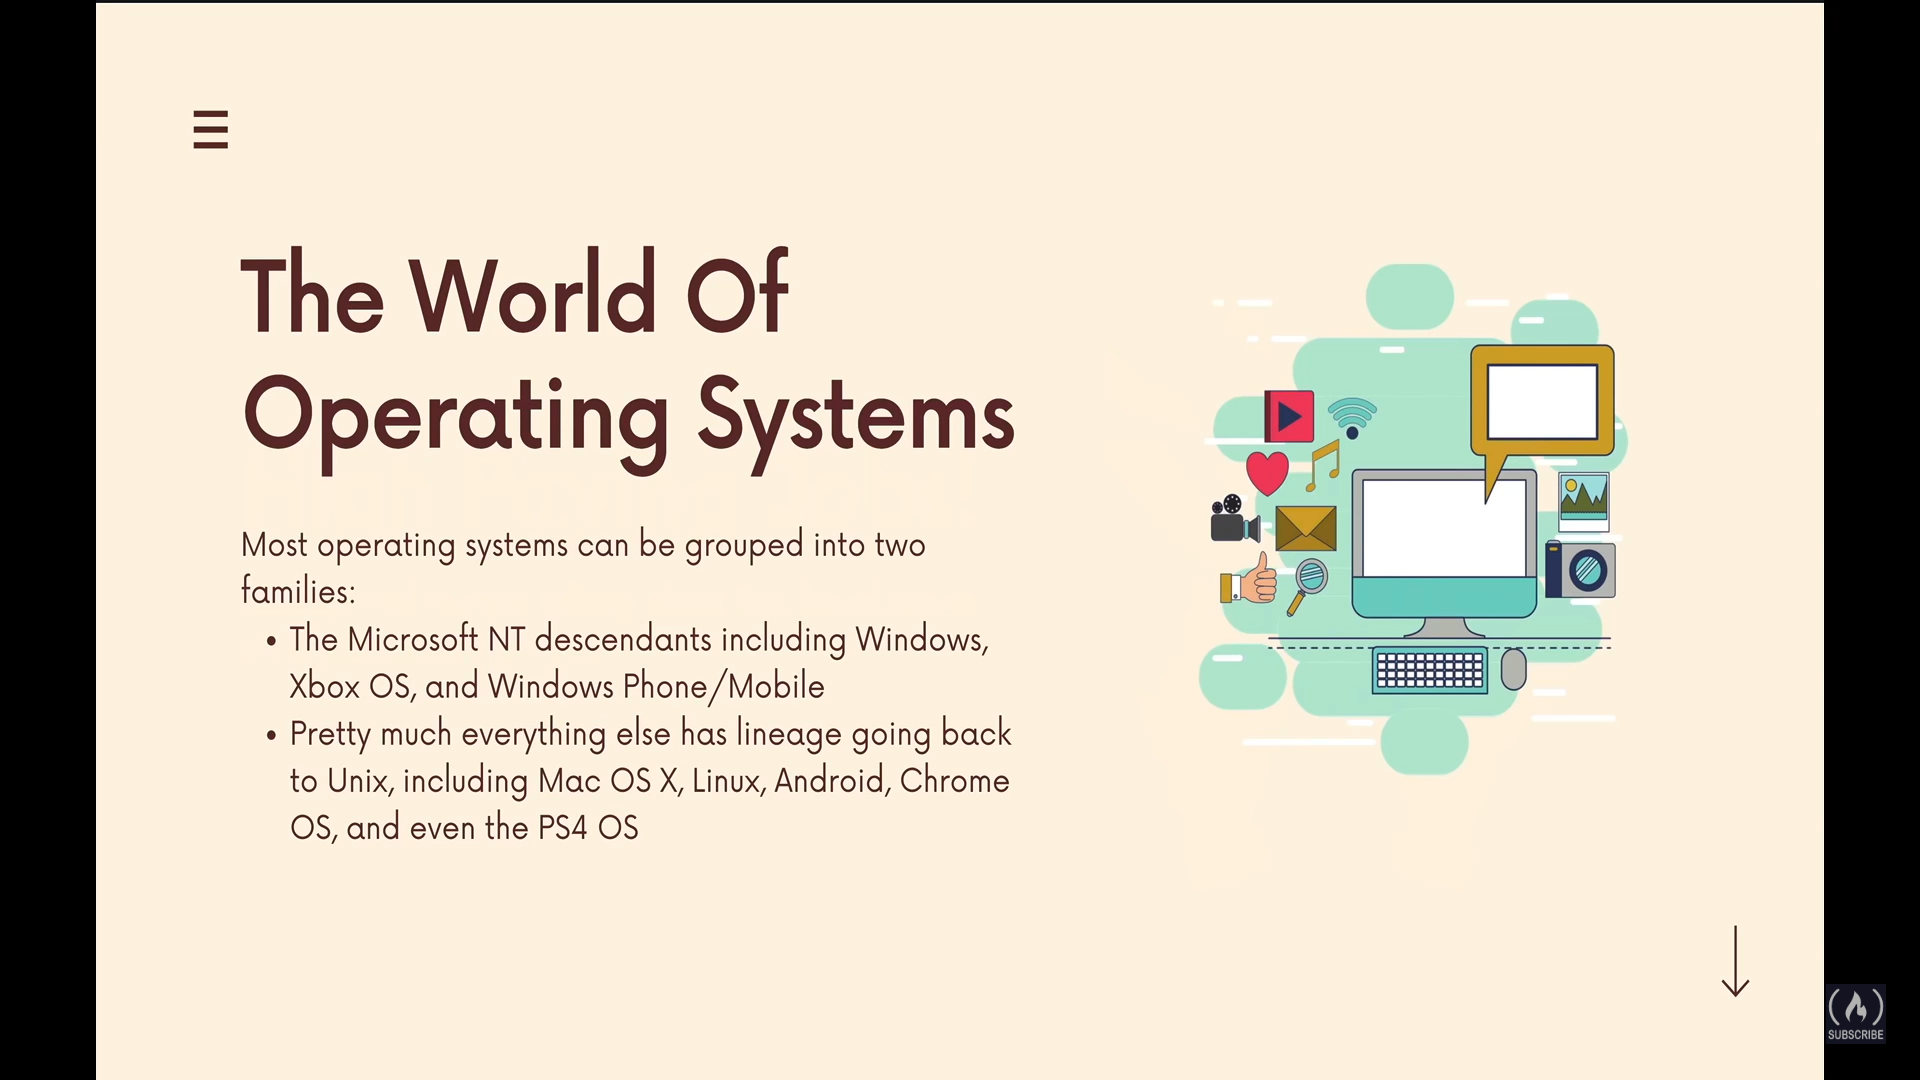 The World Of
Operating Systems
Most operating systems can be grouped into two
families:
• The Microsoft NT descendants including Windows,
Xbox OS, and Windows Phone/Mobile
• Pretty much everything else has lineage going back
to Unix, including Mac OS X, Linux, Android, Chrome
OS, and even the PS4 OS
SUBSCRIBE